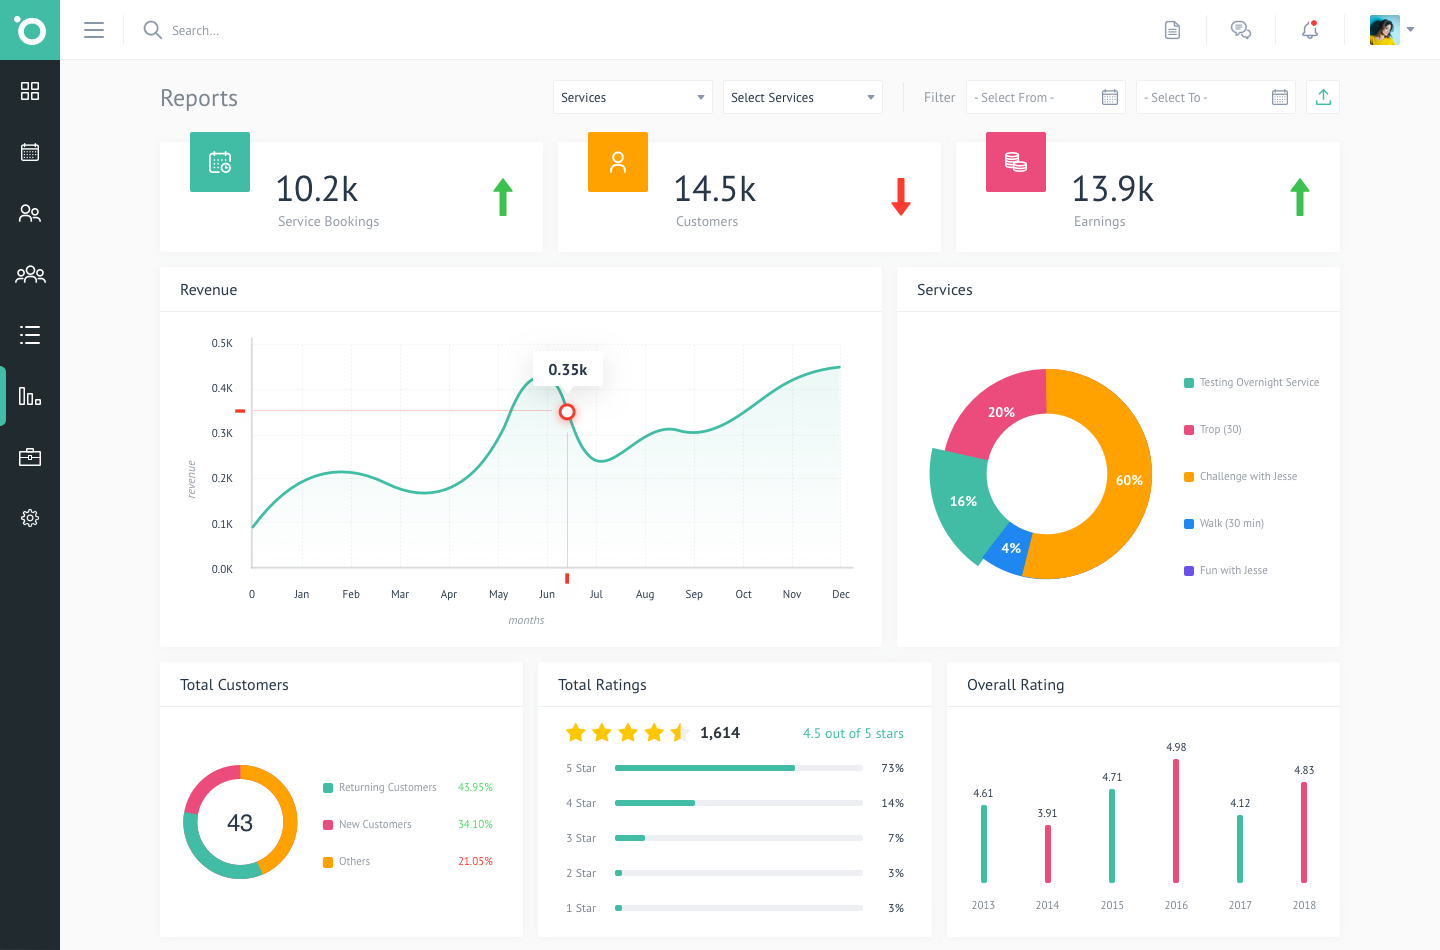 Search...
Reports
Services
Select Services
Filter
- Select From -
- Select To -
10.2k
Service Bookings
14.5k
Customers
13.9k
Earnings
Revenue
0.5K
0.4K
0.3K
0.2K
0.1K
0.0K
revenue
0.35k
0 Jan Feb Mar Apr May Jun Jul Aug Sep Oct Nov Dec
months
Services
20%
60%
16%
4%
Testing Overnight Service
Trop (30)
Challenge with Jesse
Walk (30 min)
Fun with Jesse
Total Customers
43
Returning Customers 43.95%
New Customers 34.10%
Others 21.05%
Total Ratings
1,614 4.5 out of 5 stars
5 Star 73%
4 Star 14%
3 Star 7%
2 Star 3%
1 Star 3%
Overall Rating
4.61 3.91 4.71 4.98 4.12 4.83
2013 2014 2015 2016 2017 2018